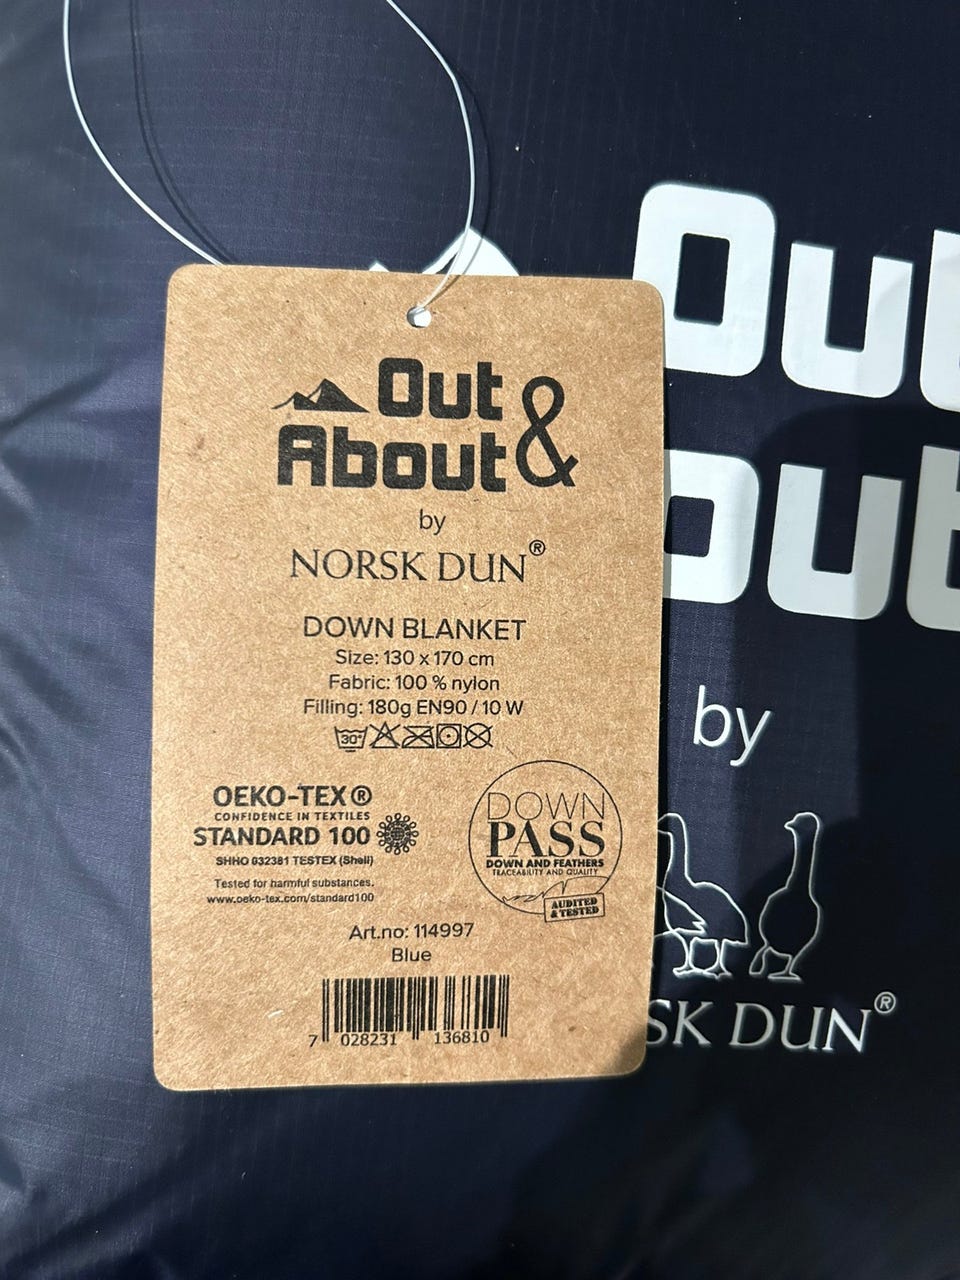 Out
About &
by
NORSK DUN®
DOWN BLANKET
Size: 130 x 170 cm
Fabric: 100 % nylon
Filling: 180g EN90 / 10 W
30°
OEKO-TEX®
CONFIDENCE IN TEXTILES
STANDARD 100
SHHO 032381 TESTEX (Shell)
Tested for harmful substances.
www.oeko-tex.com/standard100
DOWN
PASS
DOWN AND FEATHERS
TRACEABILITY AND QUALITY
AUDITED
& TESTED
Art.no: 114997
Blue
7 028231 136810
Out
out
by
SK DUN®